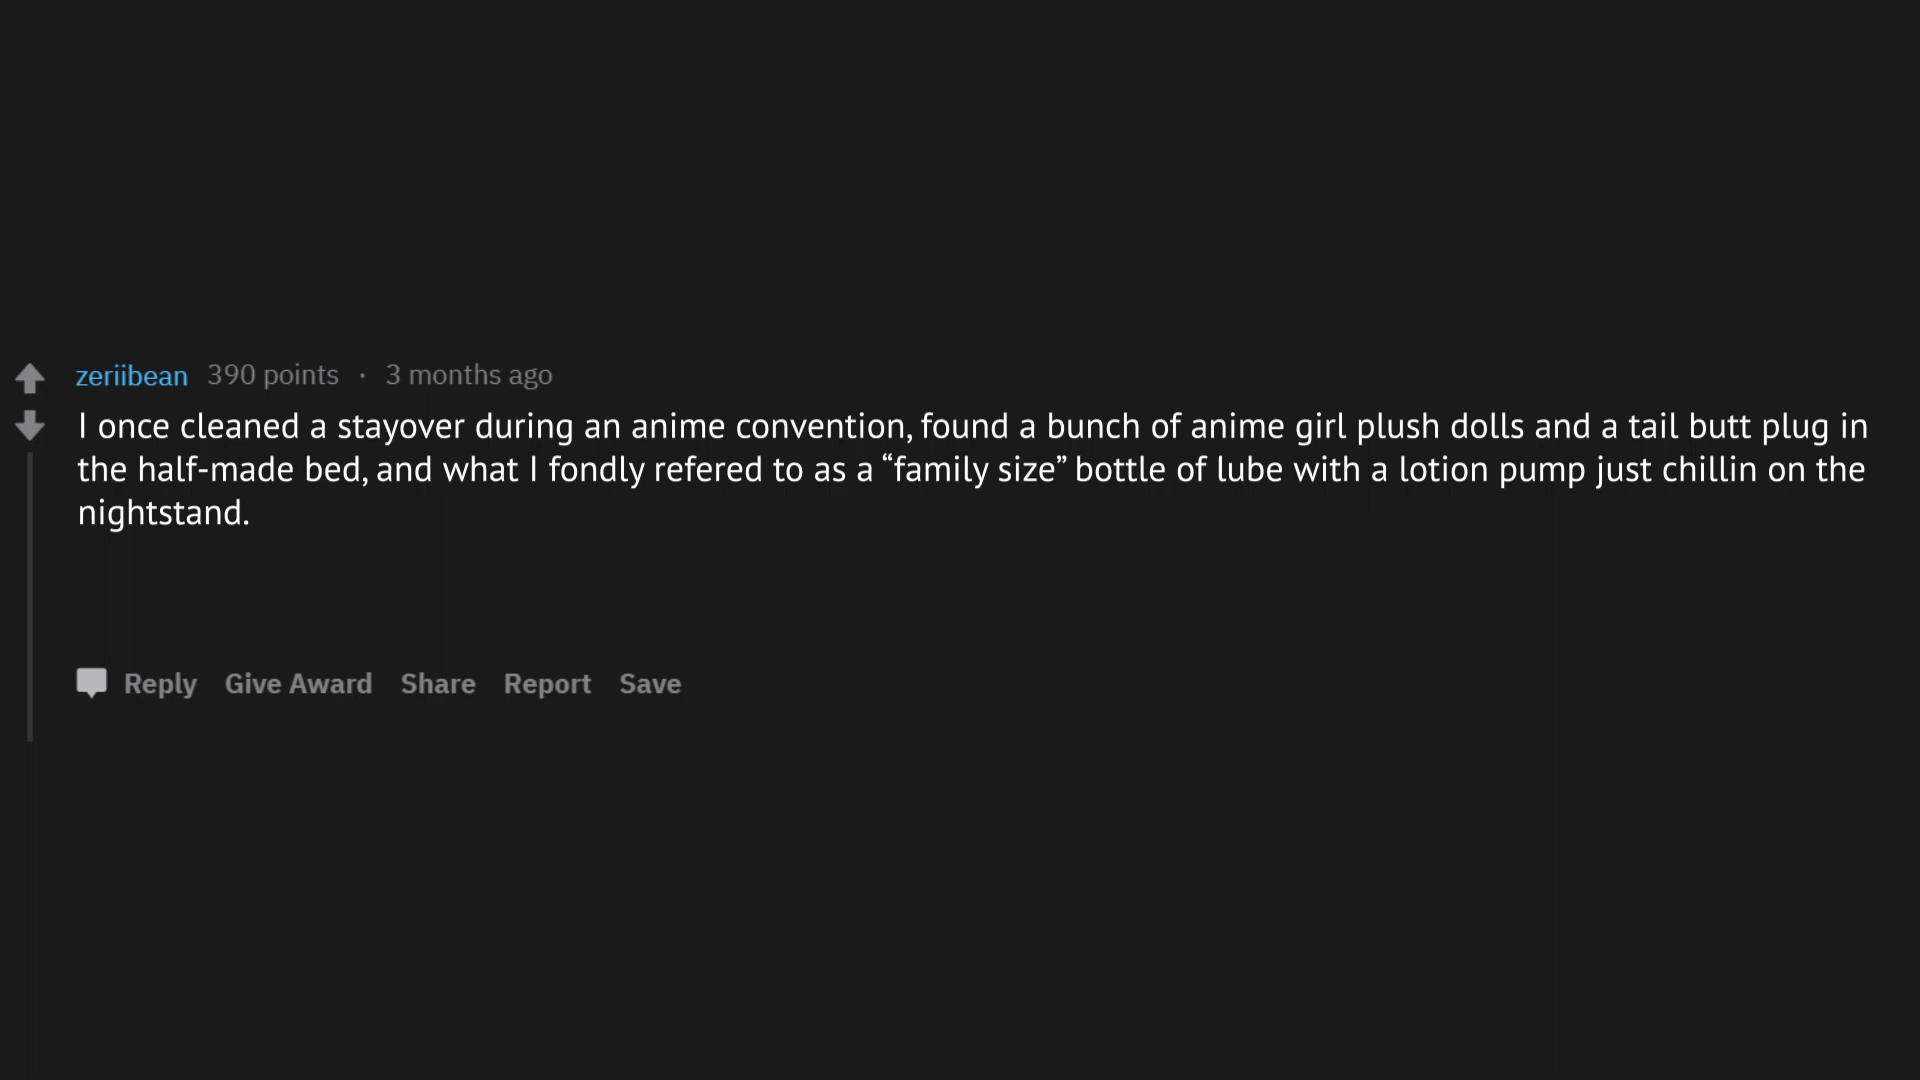 zeriibean 390 points · 3 months ago
I once cleaned a stayover during an anime convention, found a bunch of anime girl plush dolls and a tail butt plug in
the half-made bed, and what I fondly refered to as a “family size” bottle of lube with a lotion pump just chillin on the
nightstand.
Reply Give Award Share Report Save